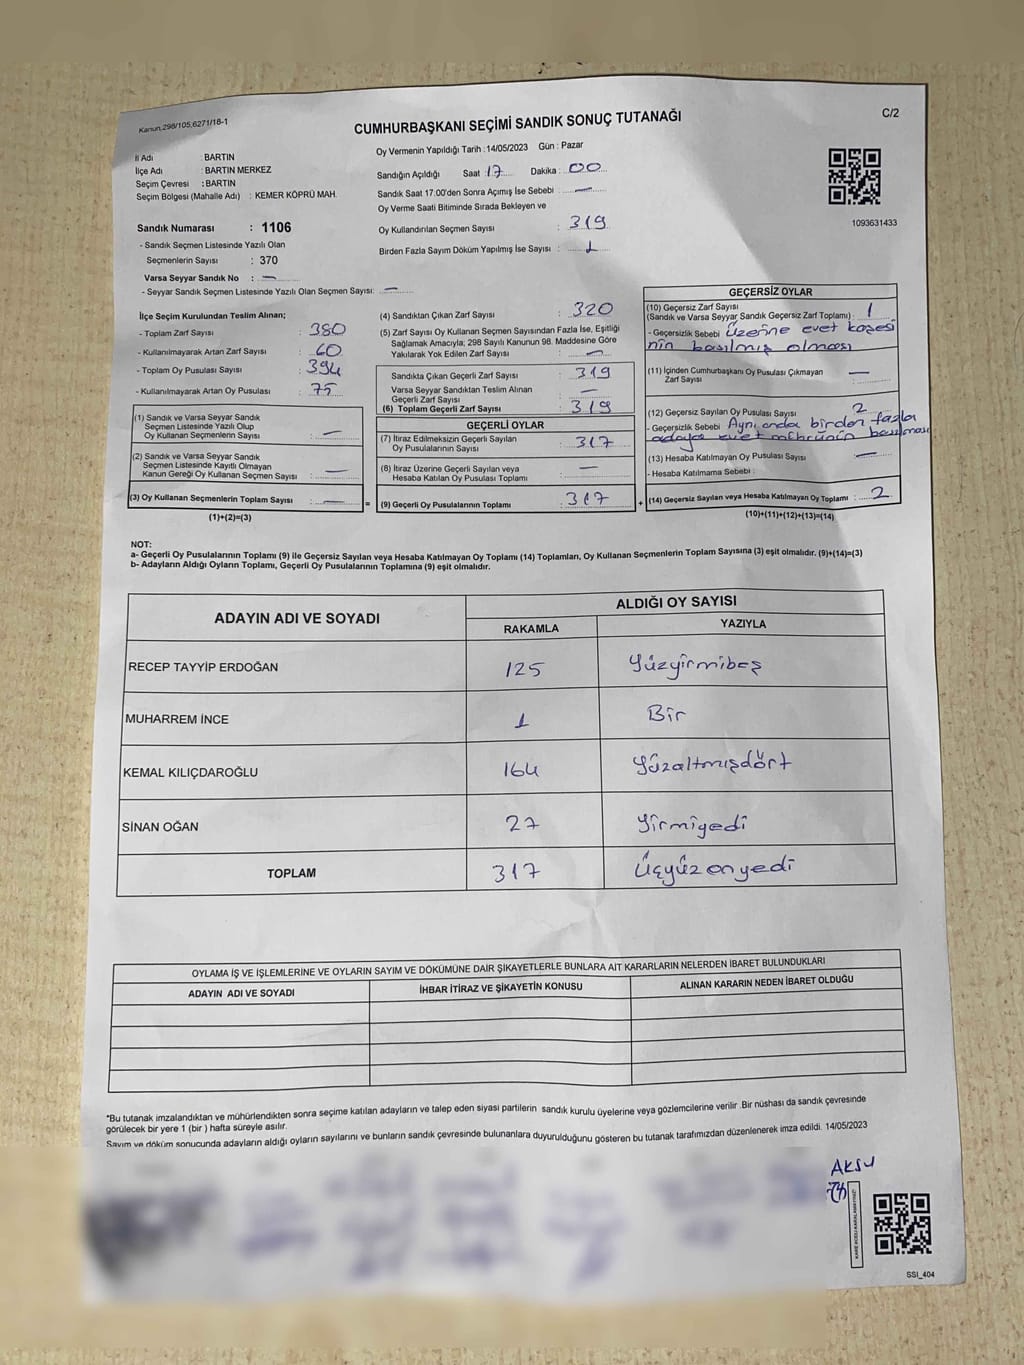 Kanun,298/105,6271/18-1
C/2
CUMHURBAŞKANI SEÇİMİ SANDIK SONUÇ TUTANAĞI
İl Adı : BARTIN
İlçe Adı : BARTIN MERKEZ
Seçim Çevresi : BARTIN
Seçim Bölgesi (Mahalle Adı) : KEMER KÖPRÜ MAH.
Sandık Numarası : 1106
- Sandık Seçmen Listesinde Yazılı Olan
Seçmenlerin Sayısı : 370
Varsa Seyyar Sandık No : —
- Seyyar Sandık Seçmen Listesinde Yazılı Olan Seçmen Sayısı: —
Oy Vermenin Yapıldığı Tarih : 14/05/2023 Gün : Pazar
Sandığın Açıldığı Saat 17 Dakika : 00
Sandık Saat 17:00'den Sonra Açımış İse Sebebi : —
Oy Verme Saati Bitiminde Sırada Bekleyen ve
Oy Kullandırılan Seçmen Sayısı : 319
Birden Fazla Sayım Döküm Yapılmış İse Sayısı : 1
1093631433
İlçe Seçim Kurulundan Teslim Alınan;
- Toplam Zarf Sayısı : 380
- Kullanılmayarak Artan Zarf Sayısı : 60
- Toplam Oy Pusulası Sayısı : 394
- Kullanılmayarak Artan Oy Pusulası : 75
(1) Sandık ve Varsa Seyyar Sandık
Seçmen Listesinde Yazılı Olup
Oy Kullanan Seçmenlerin Sayısı : —
(2) Sandık ve Varsa Seyyar Sandık
Seçmen Listesinde Kayıtlı Olmayan
Kanun Gereği Oy Kullanan Seçmen Sayısı : —
(3) Oy Kullanan Seçmenlerin Toplam Sayısı : — =
(1)+(2)=(3)
(4) Sandıktan Çıkan Zarf Sayısı : 320
(5) Zarf Sayısı Oy Kullanan Seçmen Sayısından Fazla İse, Eşitliği
Sağlamak Amacıyla; 298 Sayılı Kanunun 98. Maddesine Göre
Yakılarak Yok Edilen Zarf Sayısı : —
Sandıkta Çıkan Geçerli Zarf Sayısı : 319
Varsa Seyyar Sandıktan Teslim Alınan
Geçerli Zarf Sayısı : —
(6) Toplam Geçerli Zarf Sayısı : 319
GEÇERLİ OYLAR
(7) İtiraz Edilmeksizin Geçerli Sayılan
Oy Pusulalarının Sayısı : 317
(8) İtiraz Üzerine Geçerli Sayılan veya
Hesaba Katılan Oy Pusulası Toplamı : —
(9) Geçerli Oy Pusulalarının Toplamı : 317 +
GEÇERSİZ OYLAR
(10) Geçersiz Zarf Sayısı
(Sandık ve Varsa Seyyar Sandık Geçersiz Zarf Toplamı) : 1
- Geçersizlik Sebebi : Üzerine evet kaşesi
nin basılmış olması
(11) İçinden Cumhurbaşkanı Oy Pusulası Çıkmayan
Zarf Sayısı : —
(12) Geçersiz Sayılan Oy Pusulası Sayısı : 2
- Geçersizlik Sebebi : Aynı anda birden fazla
adaya evet mührünün basılması
(13) Hesaba Katılmayan Oy Pusulası Sayısı : —
- Hesaba Katılmama Sebebi :
(14) Geçersiz Sayılan veya Hesaba Katılmayan Oy Toplamı : 2
(10)+(11)+(12)+(13)=(14)
NOT:
a- Geçerli Oy Pusulalarının Toplamı (9) ile Geçersiz Sayılan veya Hesaba Katılmayan Oy Toplamı (14) Toplamları, Oy Kullanan Seçmenlerin Toplam Sayısına (3) eşit olmalıdır. (9)+(14)=(3)
b- Adayların Aldığı Oyların Toplamı, Geçerli Oy Pusulalarının Toplamına (9) eşit olmalıdır.
ADAYIN ADI VE SOYADI ALDIĞI OY SAYISI
RAKAMLA YAZIYLA
RECEP TAYYİP ERDOĞAN 125 Yüzyirmibeş
MUHARREM İNCE 1 Bir
KEMAL KILIÇDAROĞLU 164 Yüzaltmışdört
SİNAN OĞAN 27 Yirmiyedi
TOPLAM 317 Üçyüzonyedi
OYLAMA İŞ VE İŞLEMLERİNE VE OYLARIN SAYIM VE DÖKÜMÜNE DAİR ŞİKAYETLERLE BUNLARA AİT KARARLARIN NELERDEN İBARET BULUNDUKLARI
ADAYIN ADI VE SOYADI İHBAR İTİRAZ VE ŞİKAYETİN KONUSU ALINAN KARARIN NEDEN İBARET OLDUĞU
*Bu tutanak imzalandıktan ve mühürlendikten sonra seçime katılan adayların ve talep eden siyasi partilerin sandık kurulu üyelerine veya gözlemcilerine verilir .Bir nüshası da sandık çevresinde
görülecek bir yere 1 (bir ) hafta süreyle asılır.
Sayım ve döküm sonucunda adayların aldığı oyların sayılarını ve bunların sandık çevresinde bulunanlara duyurulduğunu gösteren bu tutanak tarafımızdan düzenlenerek imza edildi. 14/05/2023
AKSU
SSI_404